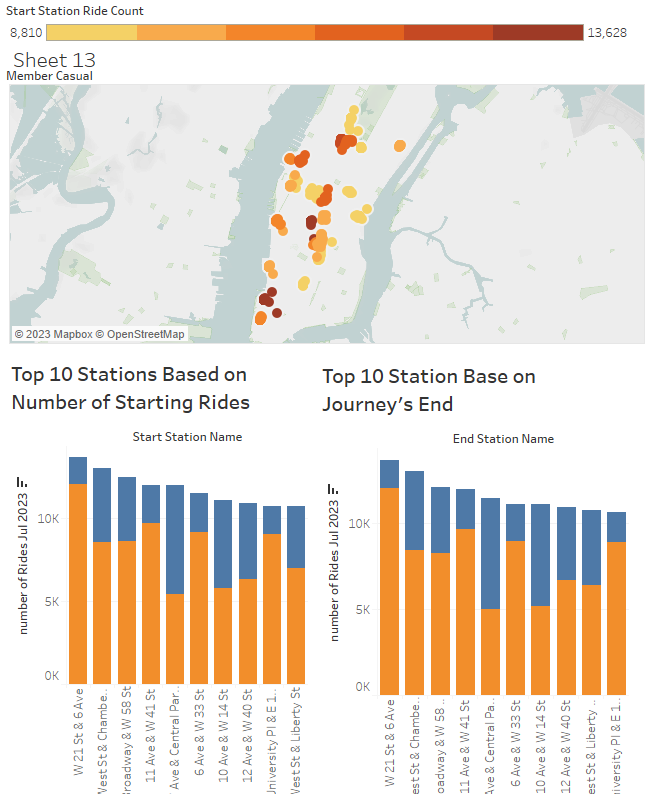 Start Station Ride Count
8,810
13,628
Sheet 13
Member Casual
© 2023 Mapbox © OpenStreetMap
Top 10 Stations Based on
Number of Starting Rides
Start Station Name
number of Rides Jul 2023
10K
5K
0K
W 21 St & 6 Ave
West St & Chambe..
Broadway & W 58 St
11 Ave & W 41 St
Ave & Central Par..
6 Ave & W 33 St
10 Ave & W 14 St
12 Ave & W 40 St
University Pl & E 1..
West St & Liberty St
Top 10 Station Base on
Journey’s End
End Station Name
number of Rides Jul 2023
10K
5K
0K
W 21 St & 6 Ave
est St & Chambe..
oadway & W 58 ..
11 Ave & W 41 St
Ave & Central Pa..
6 Ave & W 33 St
10 Ave & W 14 St
12 Ave & W 40 St
est St & Liberty ..
niversity Pl & E 1..